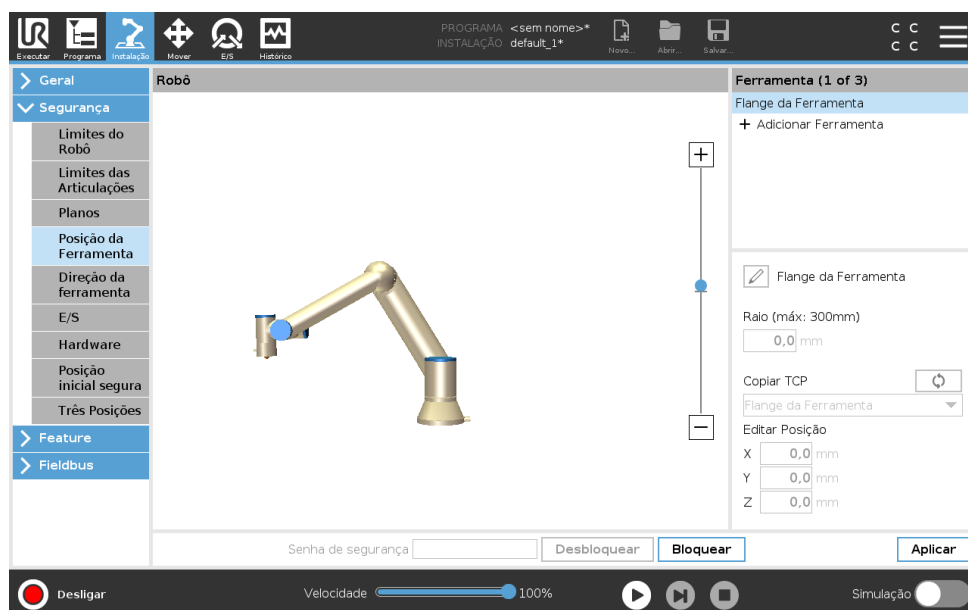 UR
PROGRAMA <sem nome>*
INSTALAÇÃO default_1*
Executar Programa Instalação Mover E/S Histórico Novo... Abrir... Salvar...
C C
C C
Geral
Segurança
Limites do
Robô
Limites das
Articulações
Planos
Posição da
Ferramenta
Direção da
ferramenta
E/S
Hardware
Posição
inicial segura
Três Posições
Feature
Fieldbus
Robô
Ferramenta (1 of 3)
Flange da Ferramenta
+ Adicionar Ferramenta
Flange da Ferramenta
Raio (máx: 300mm)
0,0 mm
Copiar TCP
Flange da Ferramenta
Editar Posição
X 0,0 mm
Y 0,0 mm
Z 0,0 mm
Senha de segurança Desbloquear Bloquear Aplicar
Desligar Velocidade 100% Simulação